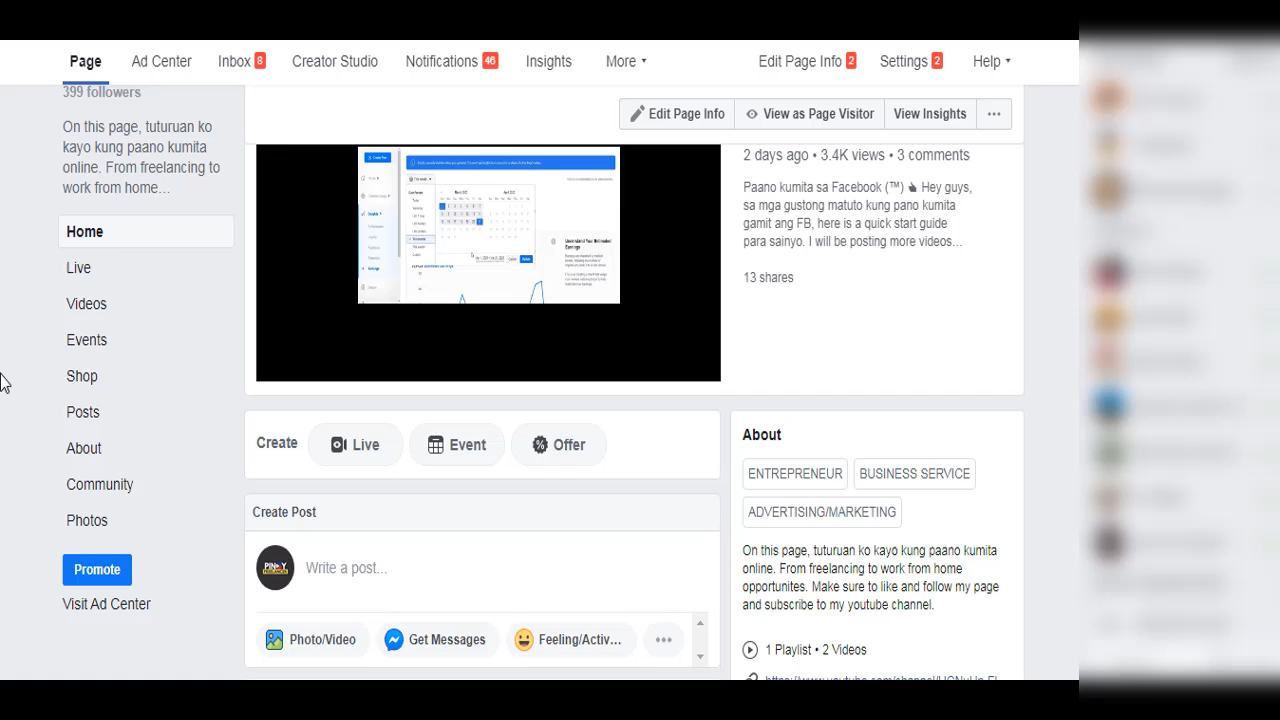 Page
Ad Center
Inbox 8
Creator Studio
Notifications 46
Insights
More
Edit Page Info 2
Settings 2
Help
399 followers
On this page, tuturuan ko
kayo kung paano kumita
online. From freelancing to
work from home...
Edit Page Info
View as Page Visitor
View Insights
...
2 days ago • 3.4K views • 3 comments
Paano kumita sa Facebook (™) Hey guys,
sa mga gustong matuto kung pano kumita
gamit ang FB, here is a quick start guide
para sainyo. I will be posting more videos...
13 shares
Home
Live
Videos
Events
Shop
Posts
About
Community
Photos
Promote
Visit Ad Center
Create
Live
Event
Offer
Create Post
PINOY
Write a post...
Photo/Video
Get Messages
Feeling/Activ...
About
ENTREPRENEUR
BUSINESS SERVICE
ADVERTISING/MARKETING
On this page, tuturuan ko kayo kung paano kumita
online. From freelancing to work from home
opportunites. Make sure to like and follow my page
and subscribe to my youtube channel.
1 Playlist • 2 Videos